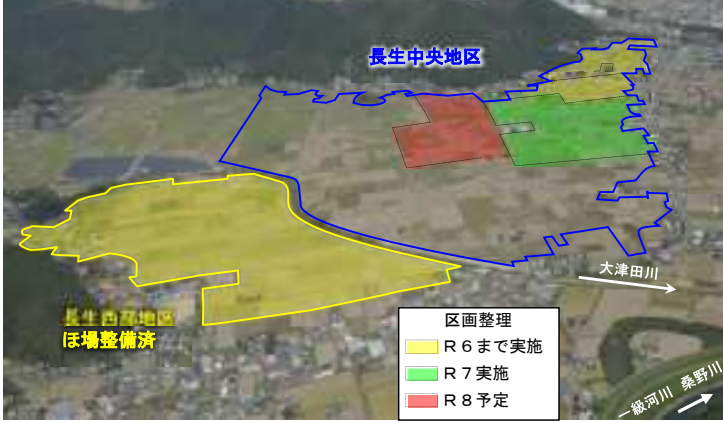 長生中央地区
大津田川
長生西部地区
ほ場整備済
区画整理
R6まで実施
R7実施
R8予定
一級河川 桑野川